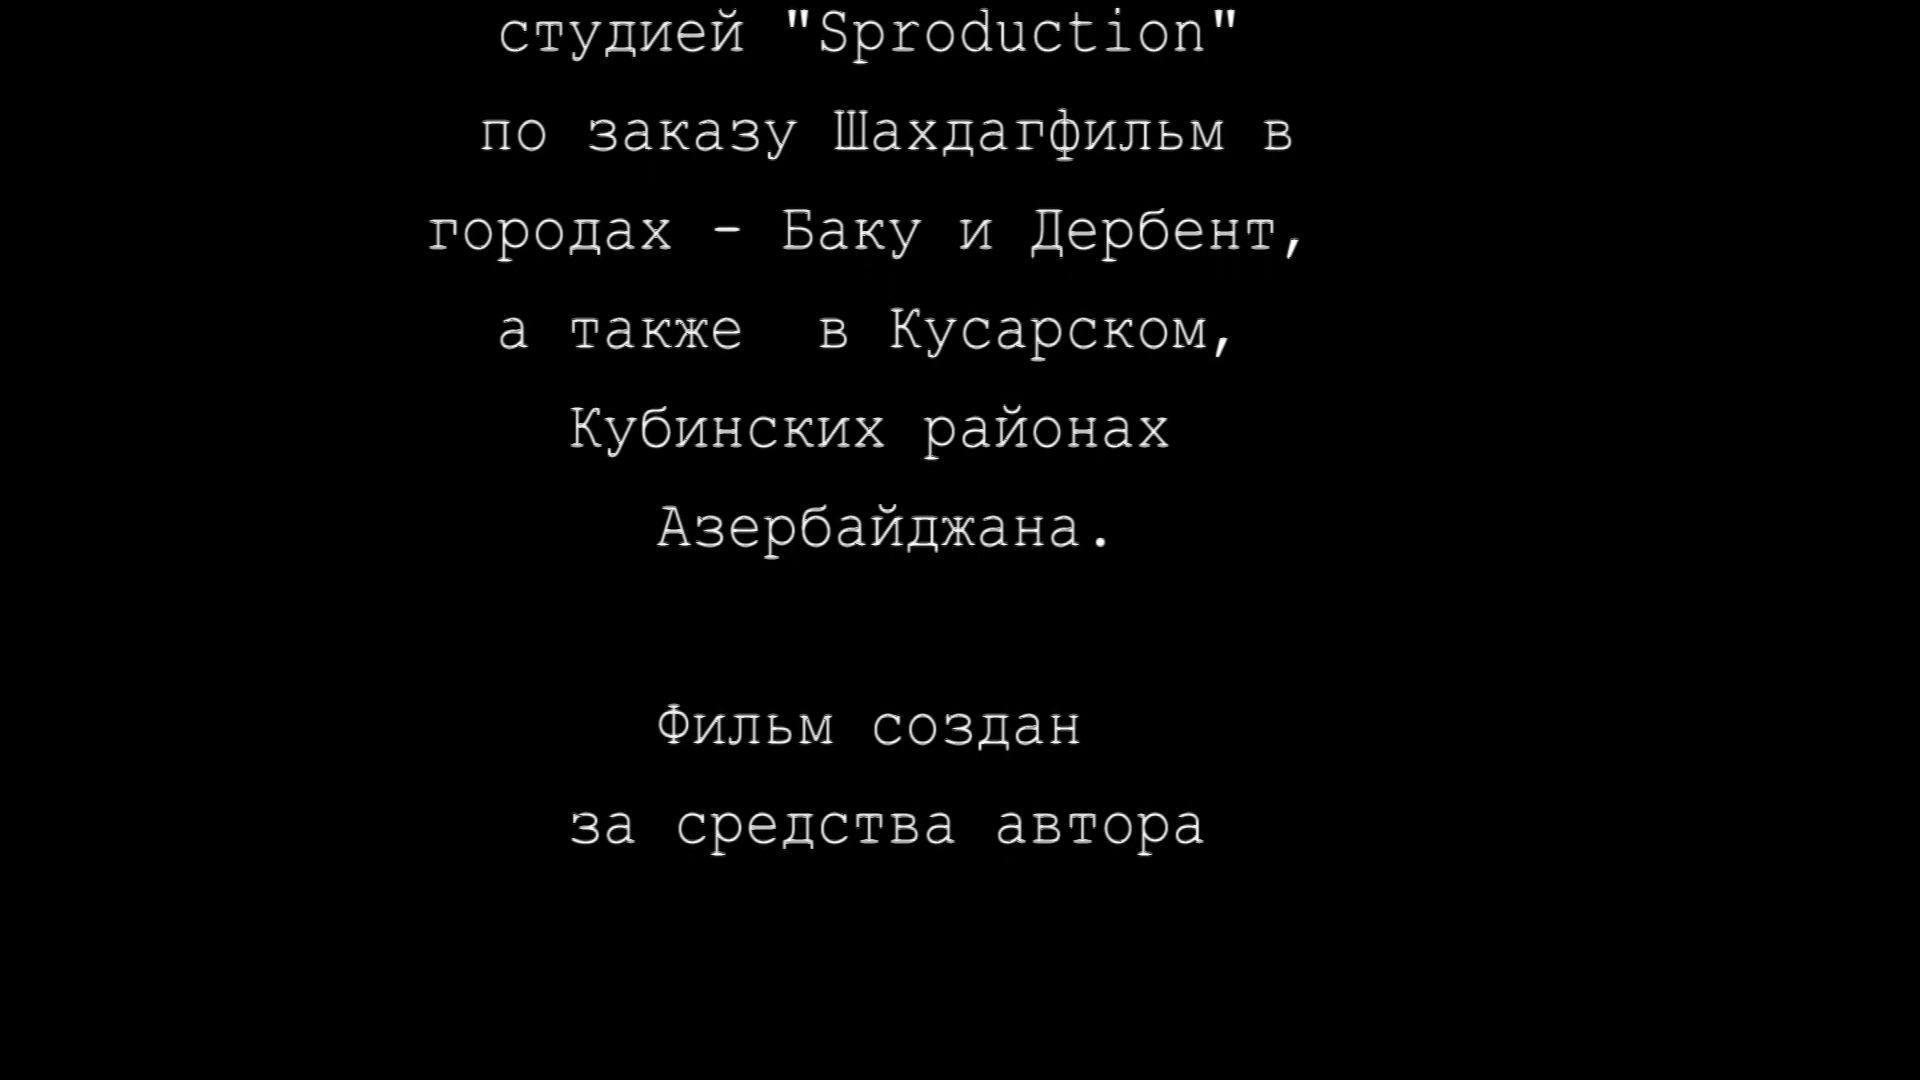 студией "Sproduction"
по заказу Шахдагфильм в
городах - Баку и Дербент,
а также  в Кусарском,
Кубинских районах
Азербайджана.
Фильм создан
за средства автора